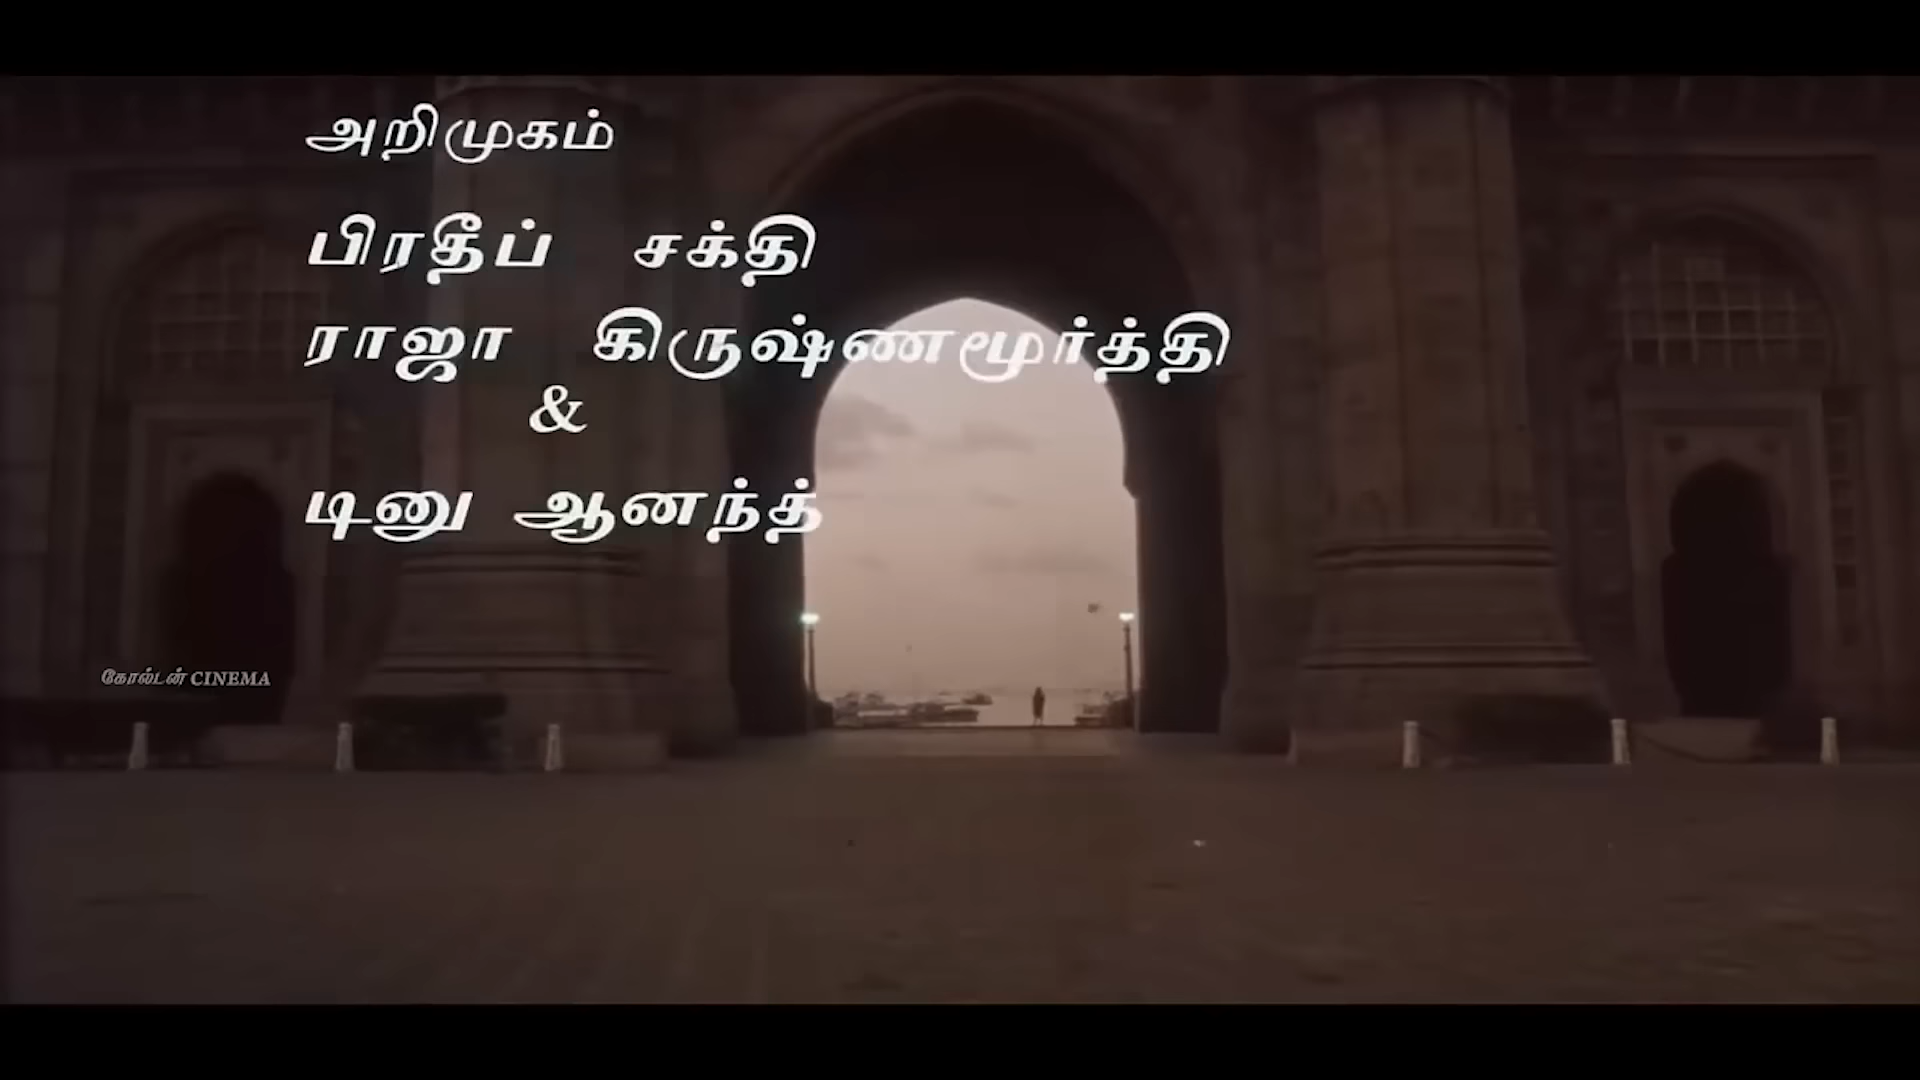 அறிமுகம்
பிரதீப் சக்தி
ராஜா கிருஷ்ணமூர்த்தி
&
டினு ஆனந்த்
கோல்டன் CINEMA